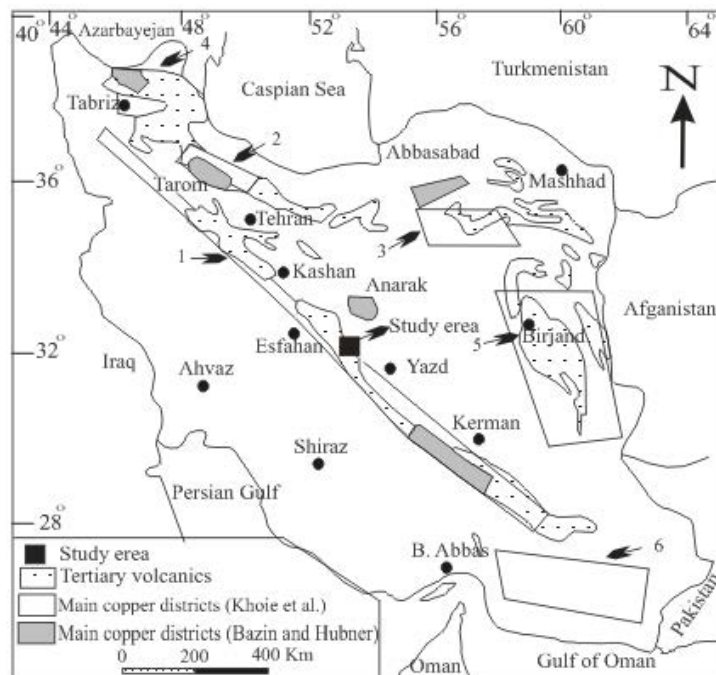 40° 44° 48° 52° 56° 60° 64°
Azarbayejan
4
Turkmenistan
N
Caspian Sea
Tabriz
2
Abbasabad
36°
Mashhad
Tarom
Tehran
3
1
Kashan
Anarak
Afganistan
Study erea
5
Birjand
32°
Esfahan
Iraq
Ahvaz
Yazd
Kerman
Shiraz
Persian Gulf
28°
6
B. Abbas
Study erea
Tertiary volcanics
Main copper districts (Khoie et al.)
Main copper districts (Bazin and Hubner)
0 200 400 Km
Pakistan
Oman
Gulf of Oman